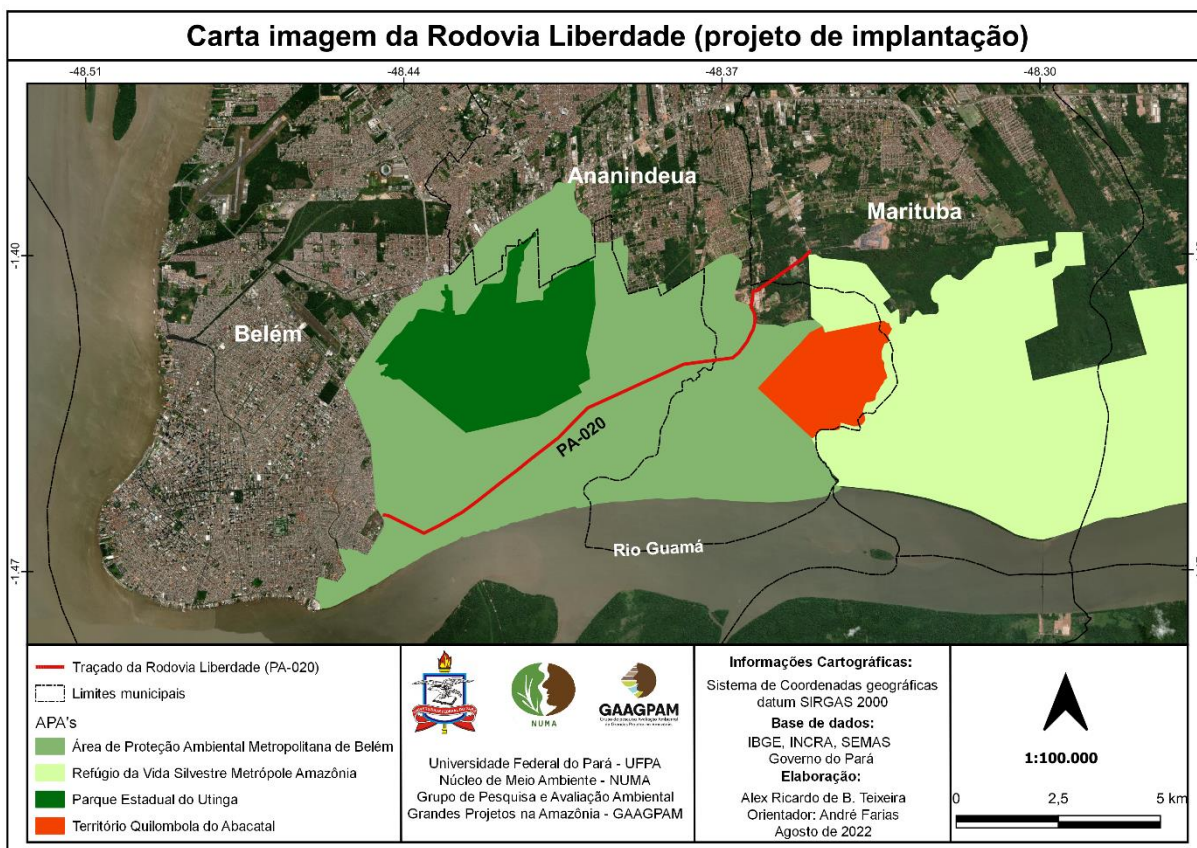 Carta imagem da Rodovia Liberdade (projeto de implantação)
-48.51
-48.44
-48.37
-48.30
Ananindeua
Marituba
-1.40
Belém
PA-020
Rio Guamá
-1.47
Traçado da Rodovia Liberdade (PA-020)
Limites municipais
APA's
Área de Proteção Ambiental Metropolitana de Belém
Refúgio da Vida Silvestre Metrópole Amazônia
Parque Estadual do Utinga
Território Quilombola do Abacatal
NUMA
GAAGPAM
Universidade Federal do Pará - UFPA
Núcleo de Meio Ambiente - NUMA
Grupo de Pesquisa e Avaliação Ambiental
Grandes Projetos na Amazônia - GAAGPAM
Informações Cartográficas:
Sistema de Coordenadas geográficas
datum SIRGAS 2000
Base de dados:
IBGE, INCRA, SEMAS
Governo do Pará
Elaboração:
Alex Ricardo de B. Teixeira
Orientador: André Farias
Agosto de 2022
1:100.000
0 2,5 5 km